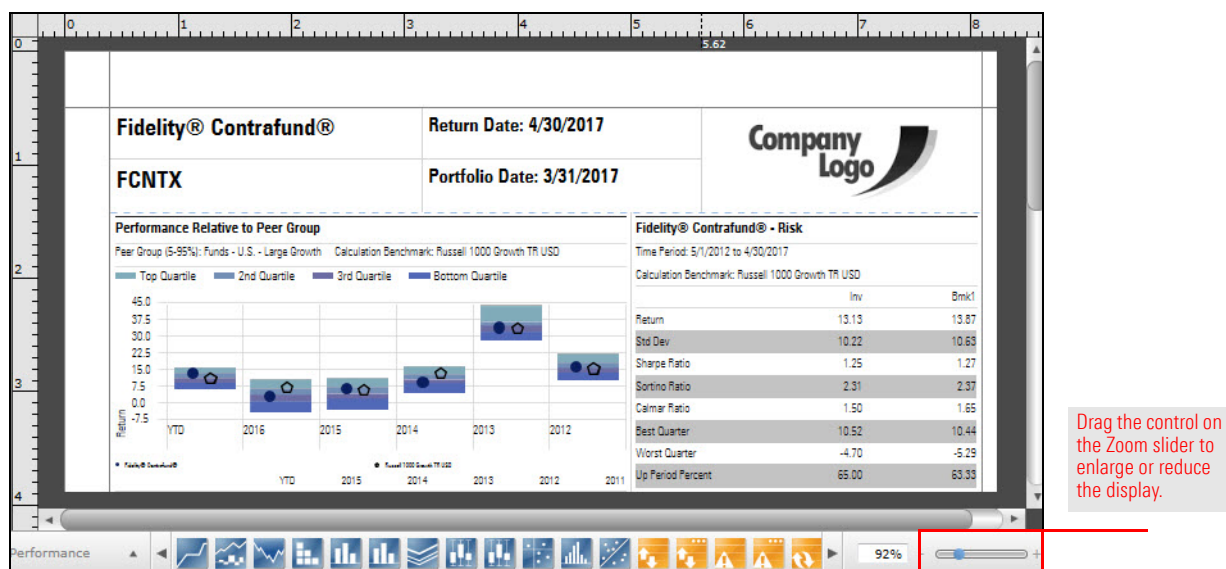 0 1 2 3 4 5 6 7 8
5.62
0
1
2
3
4
Fidelity® Contrafund®
Return Date: 4/30/2017
Company
Logo
FCNTX
Portfolio Date: 3/31/2017
Performance Relative to Peer Group
Peer Group (5-95%): Funds - U.S. - Large Growth Calculation Benchmark: Russell 1000 Growth TR USD
Top Quartile 2nd Quartile 3rd Quartile Bottom Quartile
45.0
37.5
30.0
22.5
15.0
7.5
0.0
-7.5
Return
YTD 2016 2015 2014 2013 2012
Fidelity® Contrafund® Russell 1000 Growth TR USD
YTD 2015 2014 2013 2012 2011
Fidelity® Contrafund® - Risk
Time Period: 5/1/2012 to 4/30/2017
Calculation Benchmark: Russell 1000 Growth TR USD
Inv Bmk1
Return 13.13 13.87
Std Dev 10.22 10.63
Sharpe Ratio 1.25 1.27
Sortino Ratio 2.31 2.37
Calmar Ratio 1.50 1.65
Best Quarter 10.52 10.44
Worst Quarter -4.70 -5.29
Up Period Percent 65.00 63.33
Performance
92%
- +
Drag the control on
the Zoom slider to
enlarge or reduce
the display.